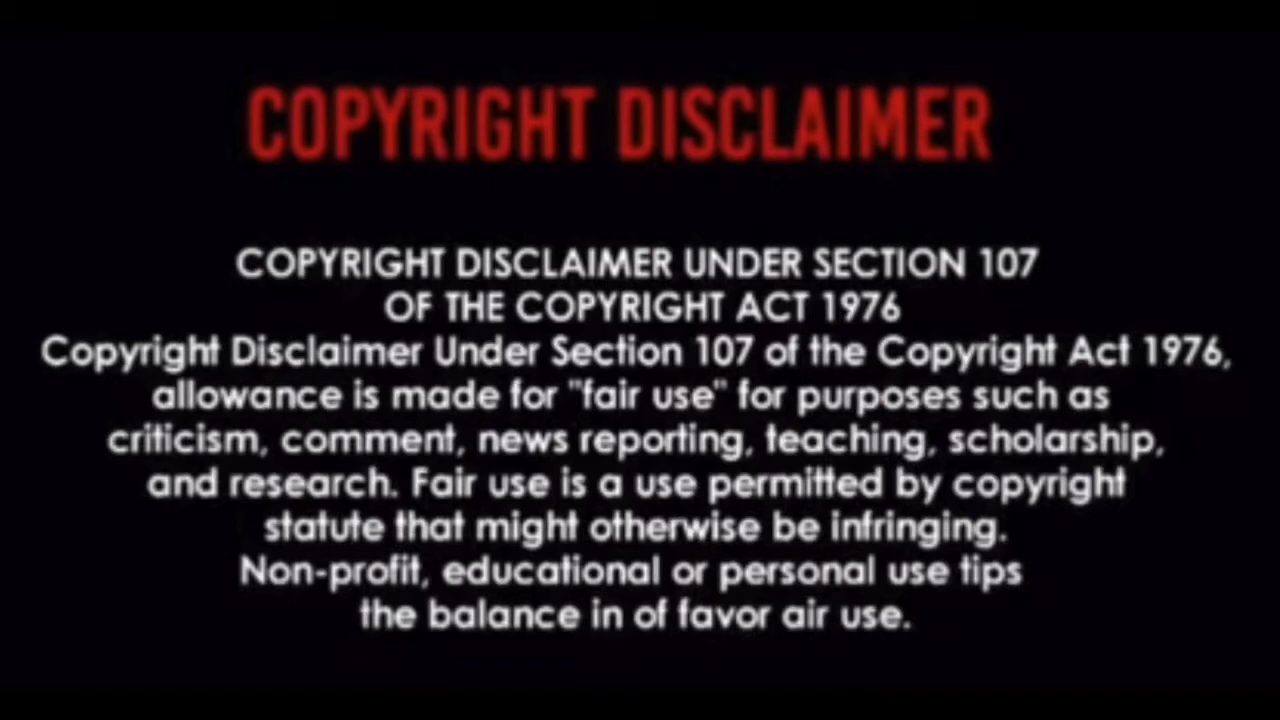 COPYRIGHT DISCLAIMER
COPYRIGHT DISCLAIMER UNDER SECTION 107
OF THE COPYRIGHT ACT 1976
Copyright Disclaimer Under Section 107 of the Copyright Act 1976,
allowance is made for "fair use" for purposes such as
criticism, comment, news reporting, teaching, scholarship,
and research. Fair use is a use permitted by copyright
statute that might otherwise be infringing.
Non-profit, educational or personal use tips
the balance in of favor air use.